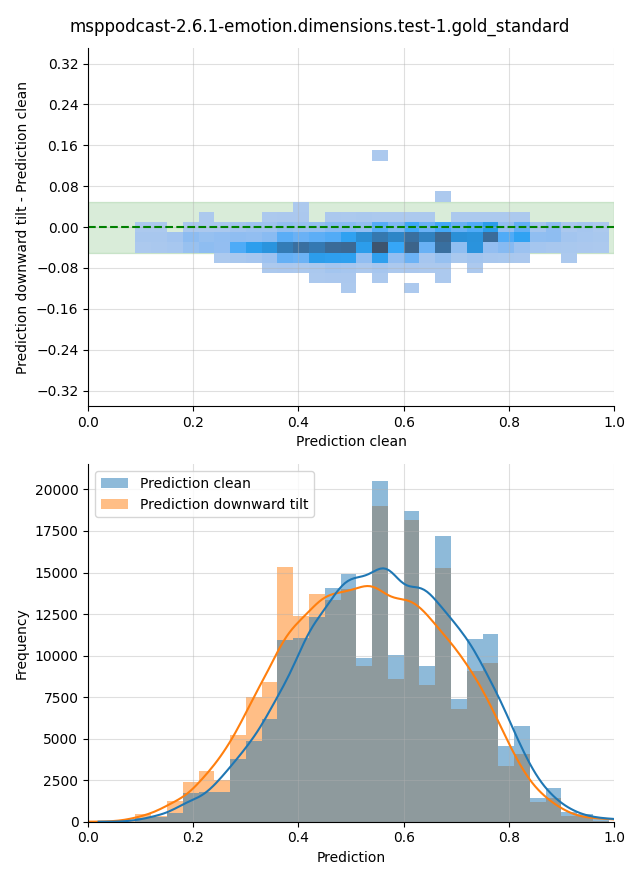 msppodcast-2.6.1-emotion.dimensions.test-1.gold_standard
Prediction downward tilt - Prediction clean
0.32
0.24
0.16
0.08
0.00
−0.08
−0.16
−0.24
−0.32
0.0 0.2 0.4 0.6 0.8 1.0
Prediction clean
Prediction clean
Prediction downward tilt
Frequency
20000
17500
15000
12500
10000
7500
5000
2500
0
0.0 0.2 0.4 0.6 0.8 1.0
Prediction